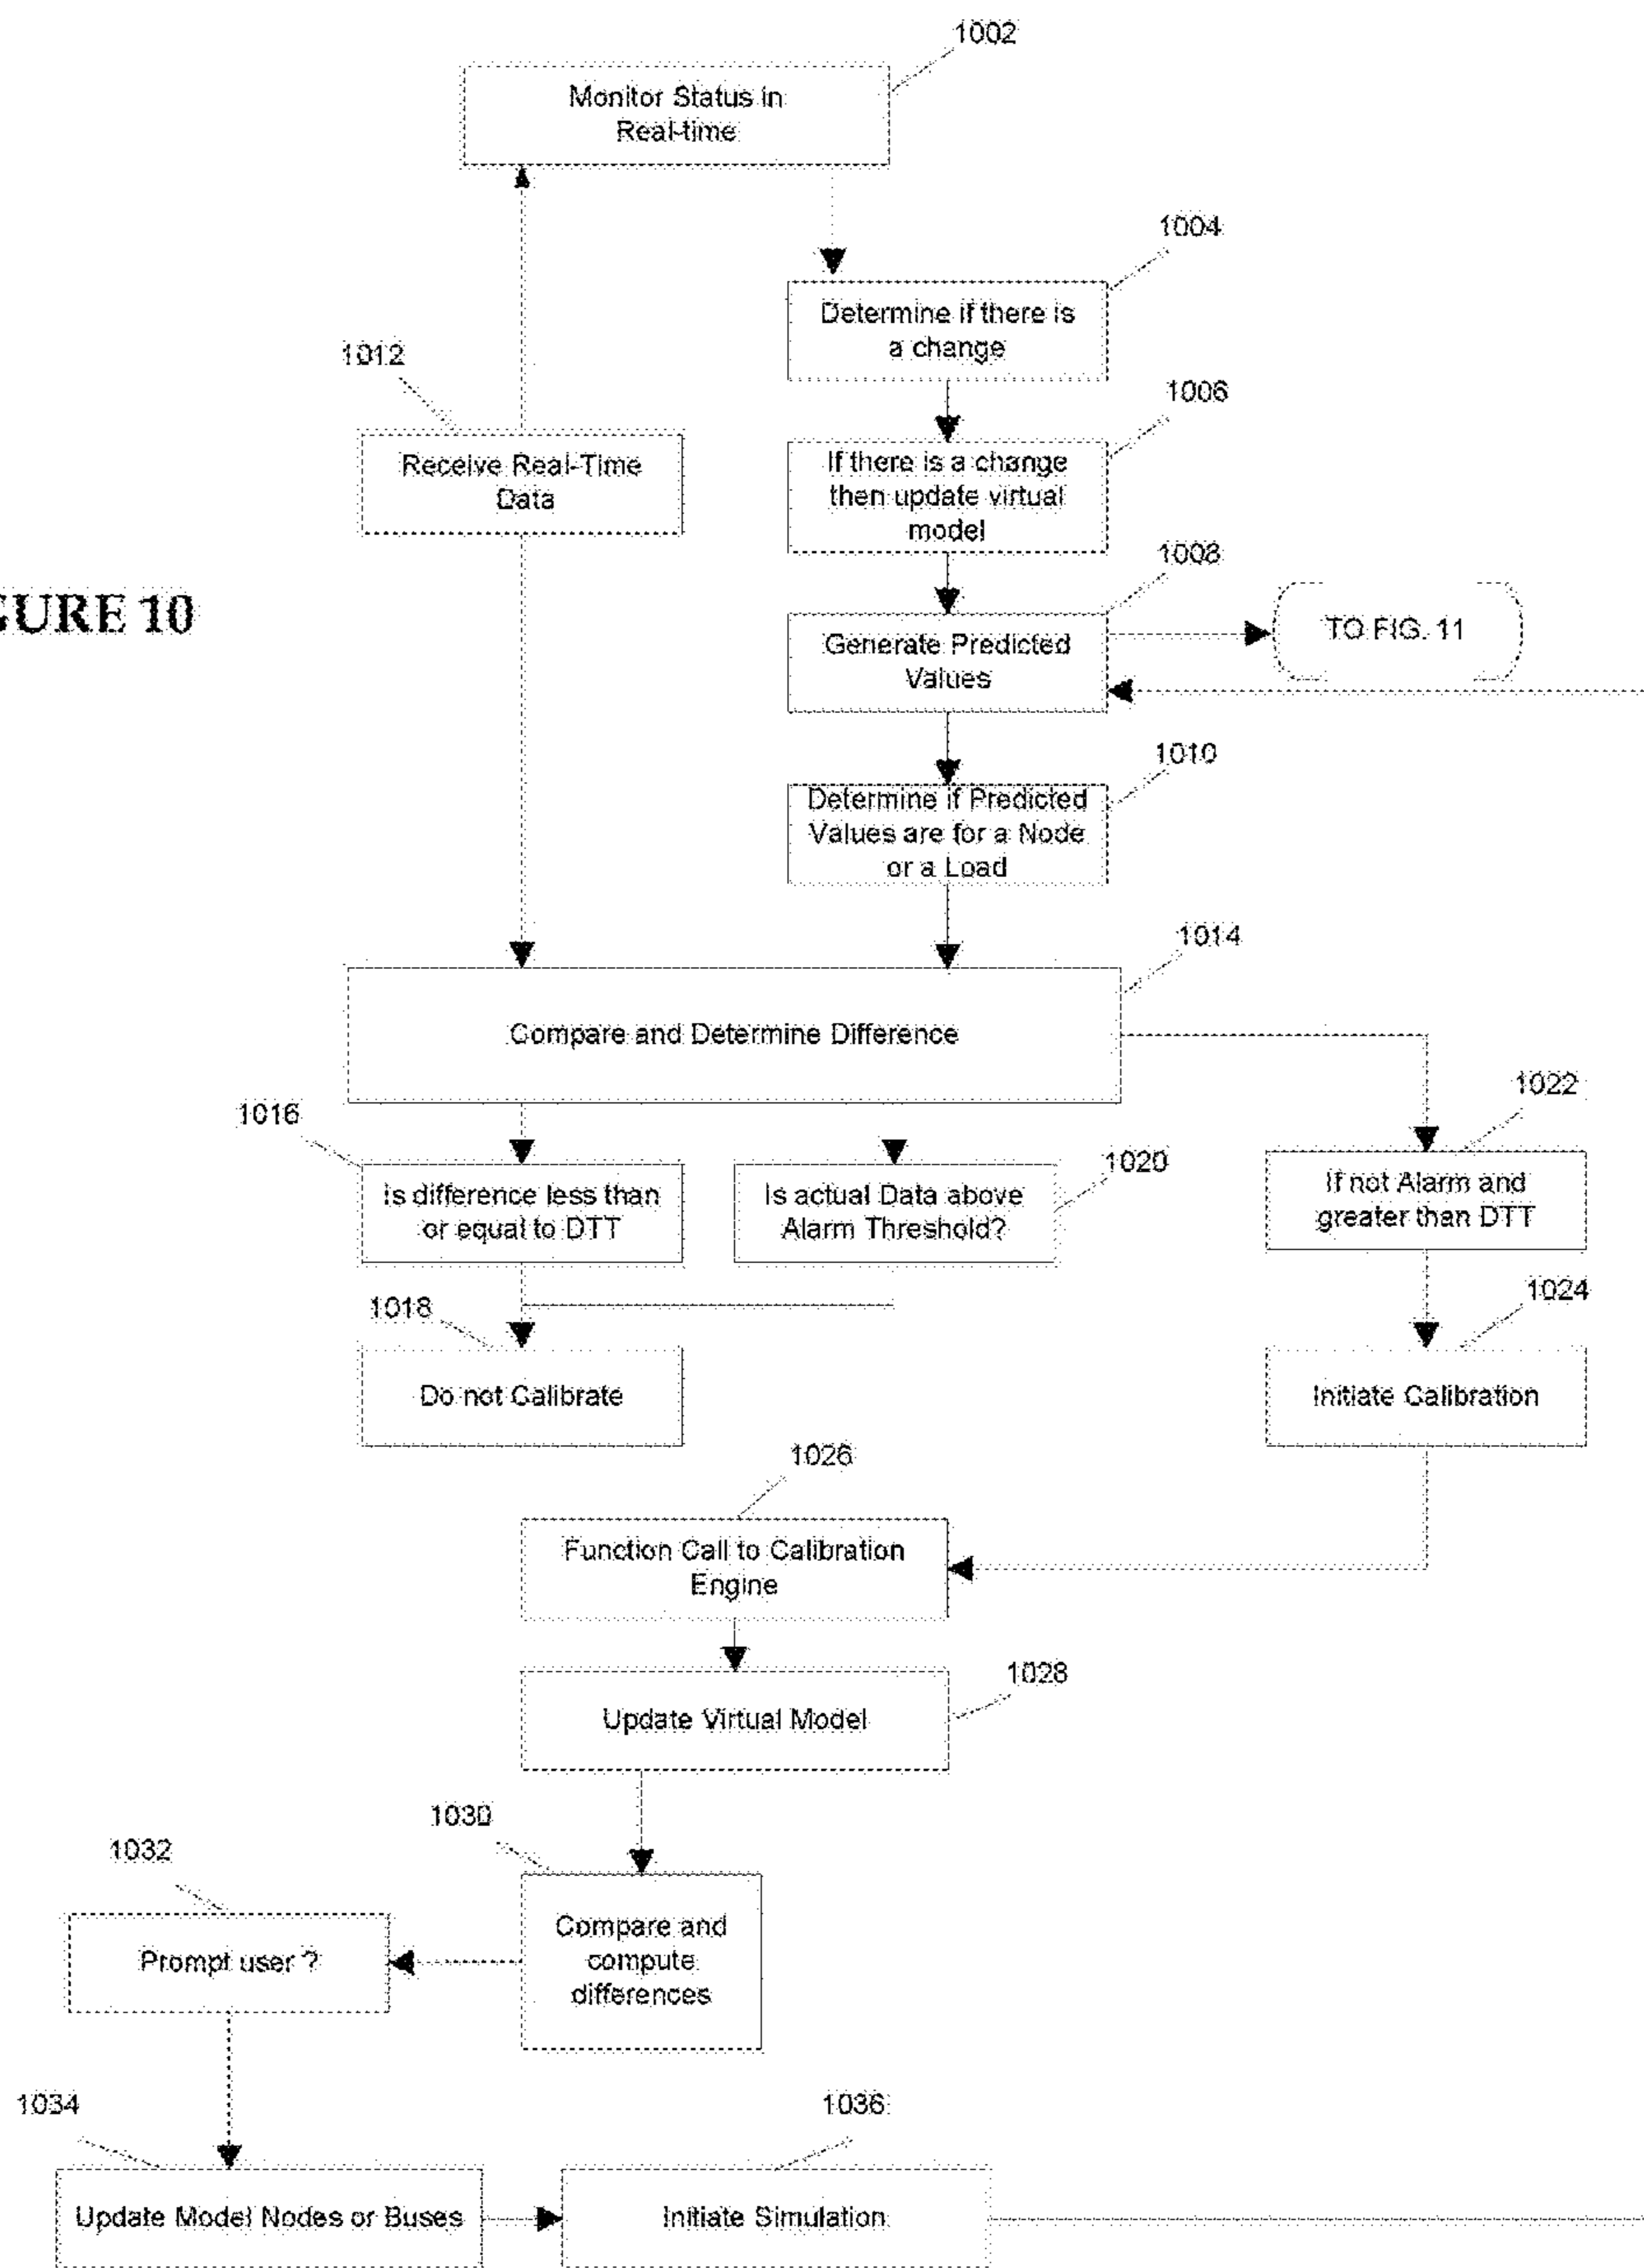 1002
Monitor Status in
Real-time
1004
Determine if there is
a change
1012
1006
Receive Real-Time
Data
If there is a change
then update virtual
model
1008
GURE 10
Generate Predicted
Values
TO FIG. 11
1010
Determine if Predicted
Values are for a Node
or a Load
1014
Compare and Determine Difference
1016
1022
Is difference less than
or equal to DTT
Is actual Data above
Alarm Threshold?
1020
If not Alarm and
greater than DTT
1018
1024
Do not Calibrate
Initiate Calibration
1026
Function Call to Calibration
Engine
1028
Update Virtual Model
1030
1032
Compare and
compute
differences
Prompt user ?
1034
1036
Update Model Nodes or Buses
Initiate Simulation